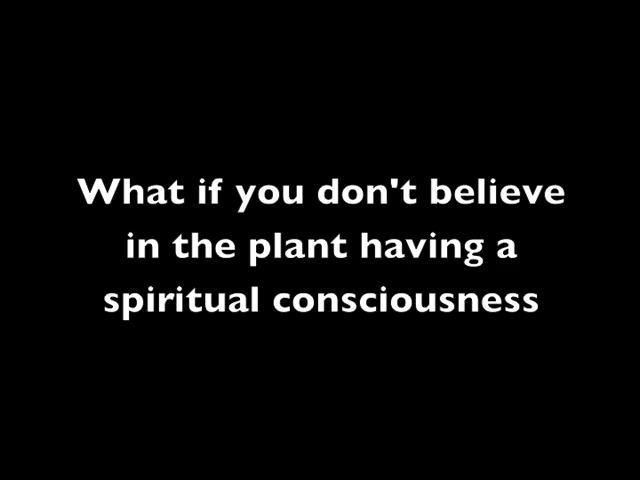 What if you don't believe
in the plant having a
spiritual consciousness